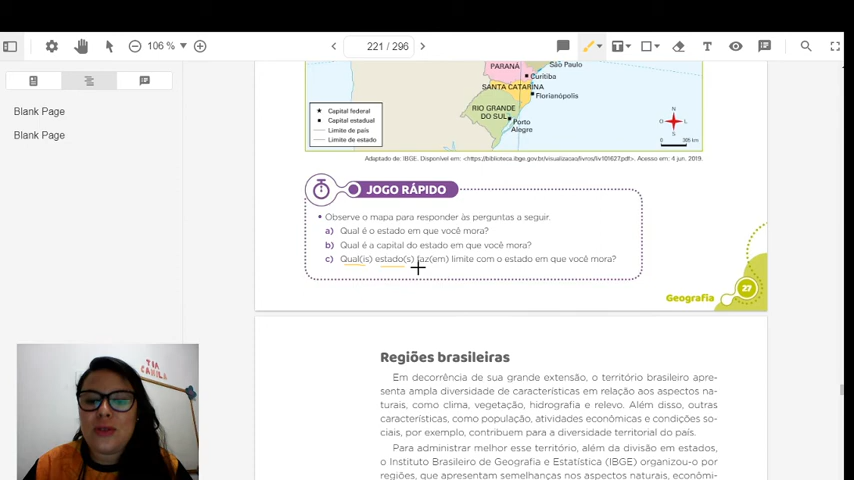 106 %
221 / 296
Blank Page
Blank Page
PARANÁ
São Paulo
Curitiba
SANTA CATARINA
Florianópolis
RIO GRANDE
DO SUL
Porto
Alegre
Capital federal
Capital estadual
Limite de país
Limite de estado
N
O
L
S
305 km
Adaptado de: IBGE. Disponível em: <https://biblioteca.ibge.gov.br/visualizacao/livros/liv101627.pdf>. Acesso em: 4 jun. 2019.
JOGO RÁPIDO
• Observe o mapa para responder às perguntas a seguir.
a) Qual é o estado em que você mora?
b) Qual é a capital do estado em que você mora?
c) Qual(is) estado(s) faz(em) limite com o estado em que você mora?
Geografia 27
Regiões brasileiras
Em decorrência de sua grande extensão, o território brasileiro apre-
senta ampla diversidade de características em relação aos aspectos na-
turais, como clima, vegetação, hidrografia e relevo. Além disso, outras
características, como população, atividades econômicas e condições so-
ciais, por exemplo, contribuem para a diversidade territorial do país.
Para administrar melhor esse território, além da divisão em estados,
o Instituto Brasileiro de Geografia e Estatística (IBGE) organizou-o por
regiões, que apresentam semelhanças nos aspectos naturais, econômi-
TIA
CAMILA